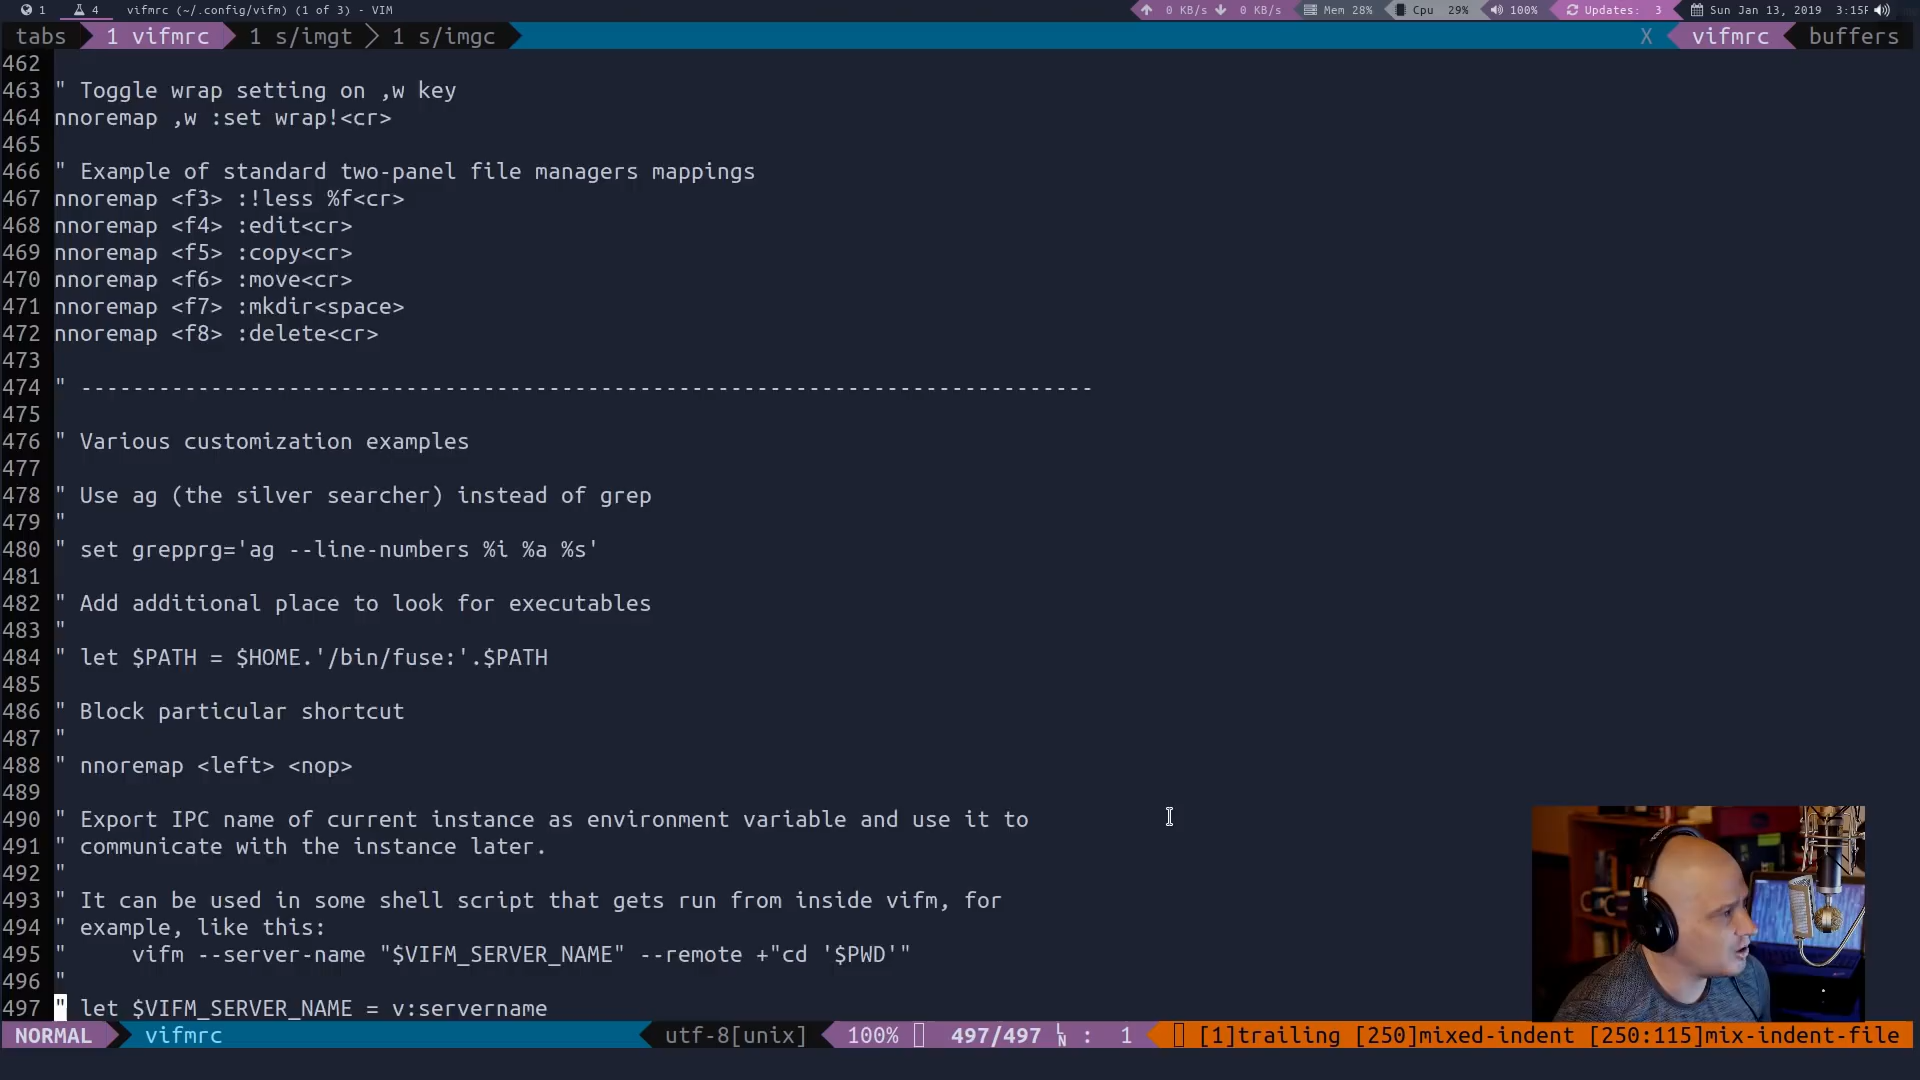 1 4 vifmrc (~/.config/vifm) (1 of 3) - VIM 0 KB/s 0 KB/s Mem 28% Cpu 29% 100% Updates: 3 Sun Jan 13, 2019 3:15P
tabs 1 vifmrc 1 s/imgt 1 s/imgc X vifmrc buffers
462
463 " Toggle wrap setting on ,w key
464 nnoremap ,w :set wrap!<cr>
465
466 " Example of standard two-panel file managers mappings
467 nnoremap <f3> :!less %f<cr>
468 nnoremap <f4> :edit<cr>
469 nnoremap <f5> :copy<cr>
470 nnoremap <f6> :move<cr>
471 nnoremap <f7> :mkdir<space>
472 nnoremap <f8> :delete<cr>
473
474 " ------------------------------------------------------------------------------
475
476 " Various customization examples
477
478 " Use ag (the silver searcher) instead of grep
479 "
480 " set grepprg='ag --line-numbers %i %a %s'
481
482 " Add additional place to look for executables
483 "
484 " let $PATH = $HOME.'/bin/fuse:'.$PATH
485
486 " Block particular shortcut
487 "
488 " nnoremap <left> <nop>
489
490 " Export IPC name of current instance as environment variable and use it to
491 " communicate with the instance later.
492 "
493 " It can be used in some shell script that gets run from inside vifm, for
494 " example, like this:
495 "     vifm --server-name "$VIFM_SERVER_NAME" --remote +"cd '$PWD'"
496 "
497 " let $VIFM_SERVER_NAME = v:servername
NORMAL vifmrc utf-8[unix] 100% 497/497 LN : 1 [1]trailing [250]mixed-indent [250:115]mix-indent-file